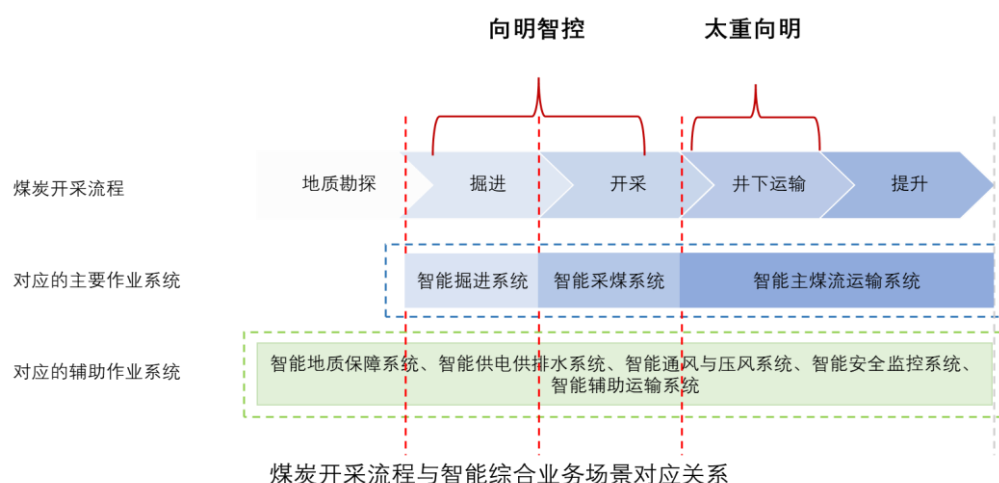 向明智控 太重向明
煤炭开采流程 地质勘探 掘进 开采 井下运输 提升
对应的主要作业系统 智能掘进系统 智能采煤系统 智能主煤流运输系统
对应的辅助作业系统 智能地质保障系统、智能供电供排水系统、智能通风与压风系统、智能安全监控系统、
智能辅助运输系统
煤炭开采流程与智能综合业务场景对应关系